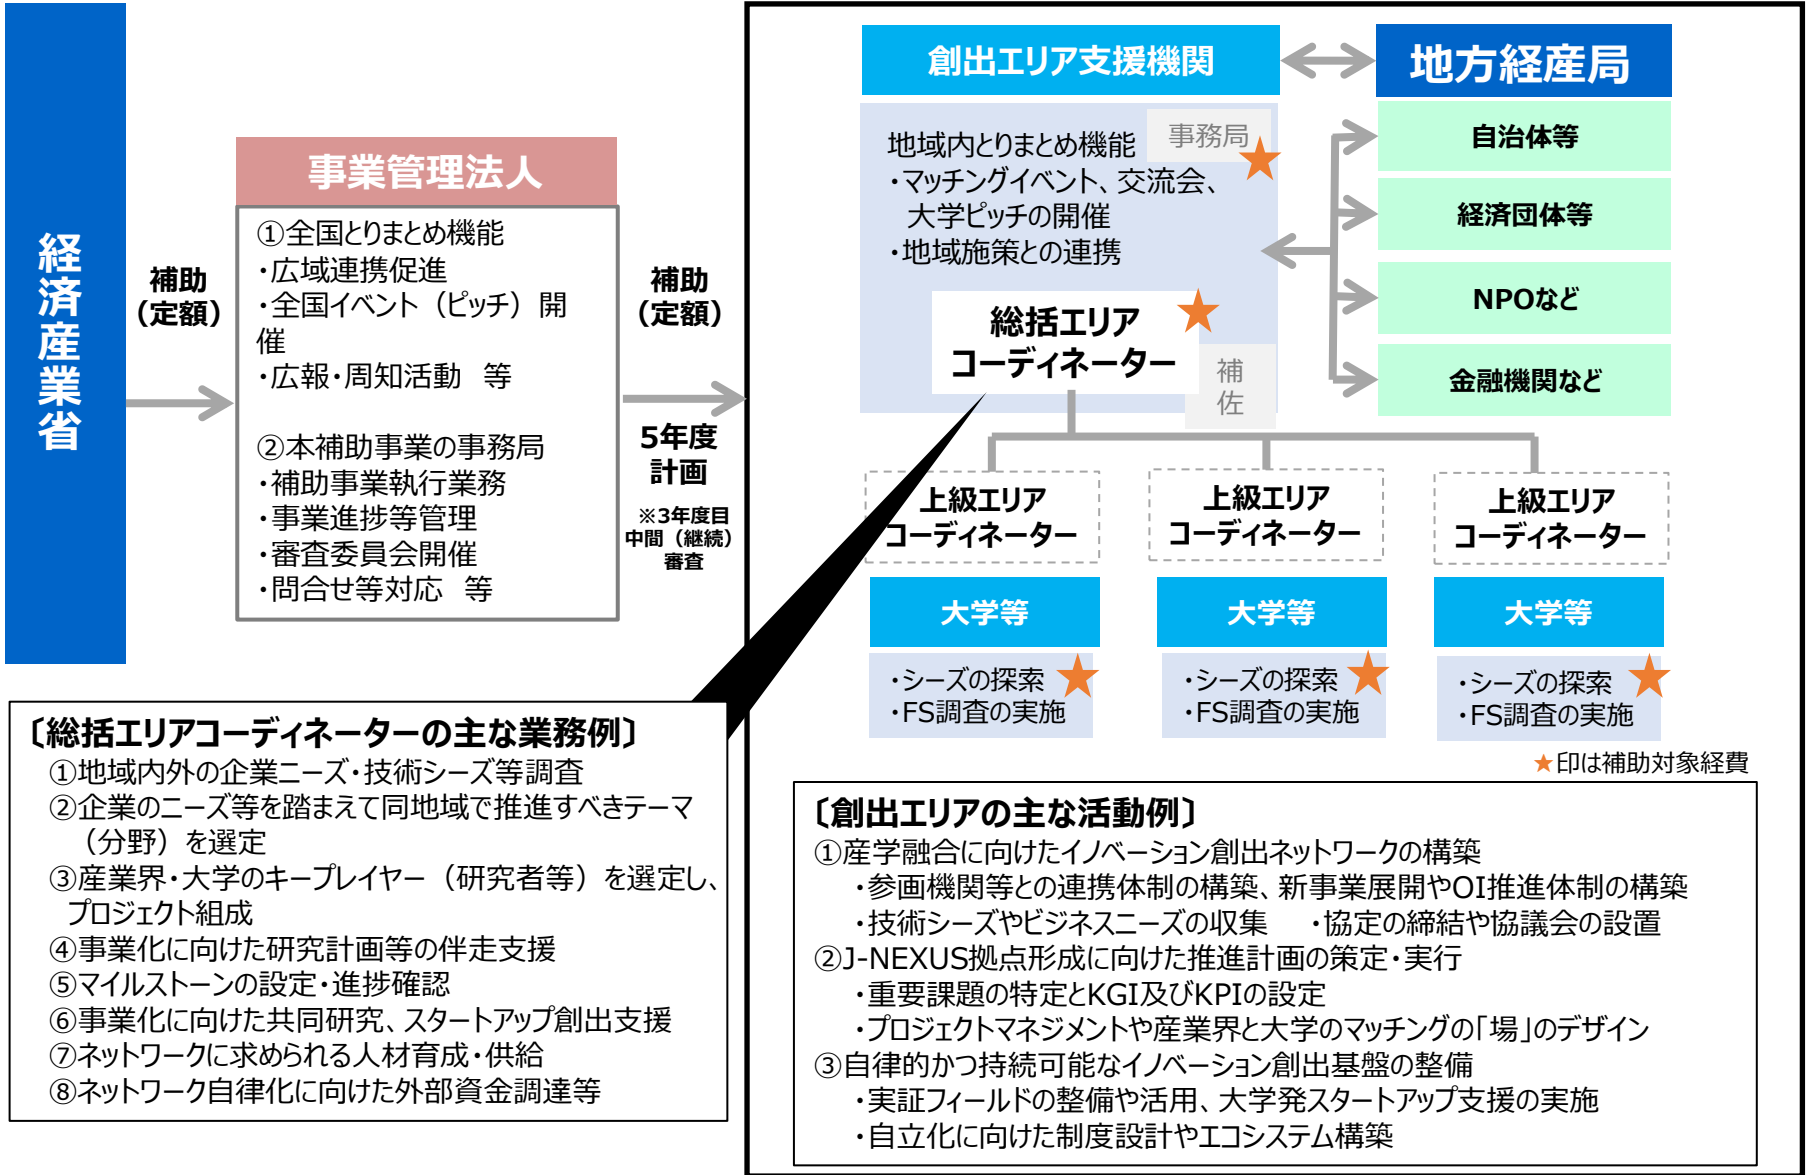 経済産業省
補助
（定額）
事業管理法人
①全国とりまとめ機能
・広域連携促進
・全国イベント（ピッチ）開
催
・広報・周知活動　等
②本補助事業の事務局
・補助事業執行業務
・事業進捗等管理
・審査委員会開催
・問合せ等対応　等
補助
（定額）
5年度
計画
※3年度目
中間（継続）
審査
創出エリア支援機関
地方経産局
地域内とりまとめ機能
事務局
・マッチングイベント、交流会、
大学ピッチの開催
・地域施策との連携
総括エリア
コーディネーター
補
佐
自治体等
経済団体等
NPOなど
金融機関など
上級エリア
コーディネーター
上級エリア
コーディネーター
上級エリア
コーディネーター
大学等
大学等
大学等
・シーズの探索
・FS調査の実施
・シーズの探索
・FS調査の実施
・シーズの探索
・FS調査の実施
★印は補助対象経費
〔総括エリアコーディネーターの主な業務例〕
①地域内外の企業ニーズ・技術シーズ等調査
②企業のニーズ等を踏まえて同地域で推進すべきテーマ
（分野）を選定
③産業界・大学のキープレイヤー（研究者等）を選定し、
プロジェクト組成
④事業化に向けた研究計画等の伴走支援
⑤マイルストーンの設定・進捗確認
⑥事業化に向けた共同研究、スタートアップ創出支援
⑦ネットワークに求められる人材育成・供給
⑧ネットワーク自律化に向けた外部資金調達等
〔創出エリアの主な活動例〕
①産学融合に向けたイノベーション創出ネットワークの構築
・参画機関等との連携体制の構築、新事業展開やOI推進体制の構築
・技術シーズやビジネスニーズの収集　・協定の締結や協議会の設置
②J-NEXUS拠点形成に向けた推進計画の策定・実行
・重要課題の特定とKGI及びKPIの設定
・プロジェクトマネジメントや産業界と大学のマッチングの「場」のデザイン
③自律的かつ持続可能なイノベーション創出基盤の整備
・実証フィールドの整備や活用、大学発スタートアップ支援の実施
・自立化に向けた制度設計やエコシステム構築